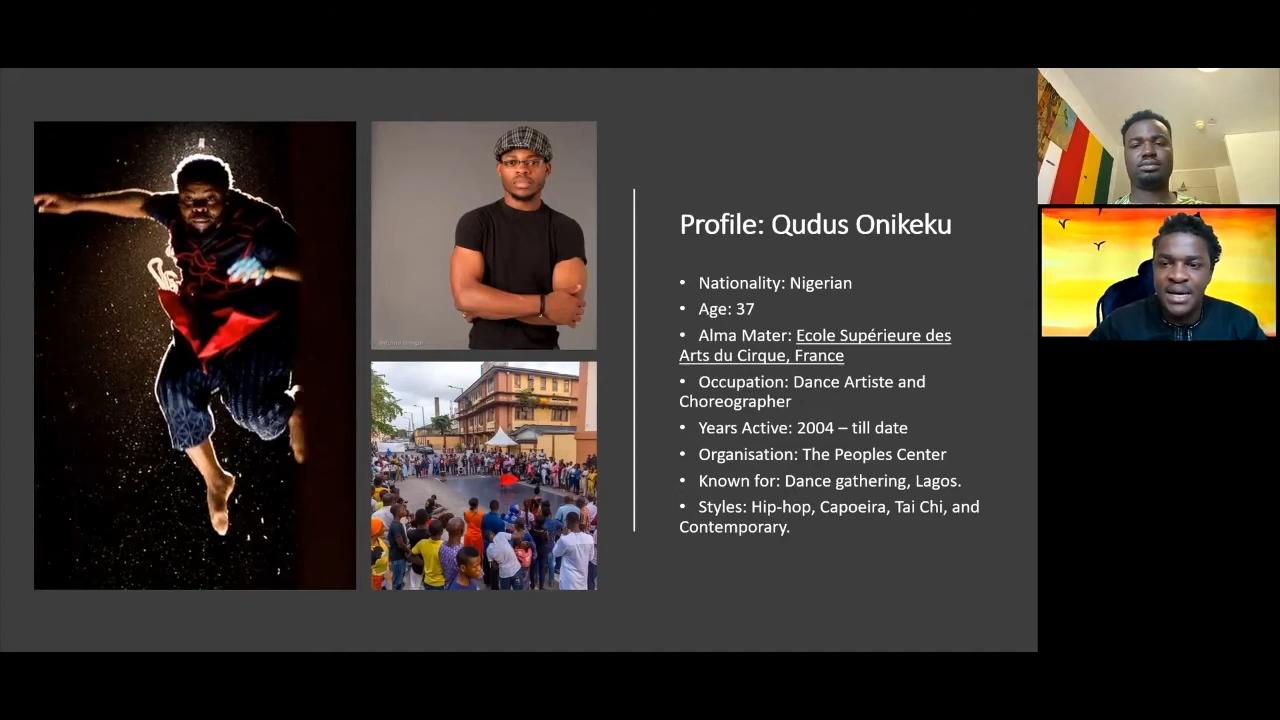 Profile: Qudus Onikeku
• Nationality: Nigerian
• Age: 37
• Alma Mater: Ecole Supérieure des
Arts du Cirque, France
• Occupation: Dance Artiste and
Choreographer
• Years Active: 2004 – till date
• Organisation: The Peoples Center
• Known for: Dance gathering, Lagos.
• Styles: Hip-hop, Capoeira, Tai Chi, and
Contemporary.